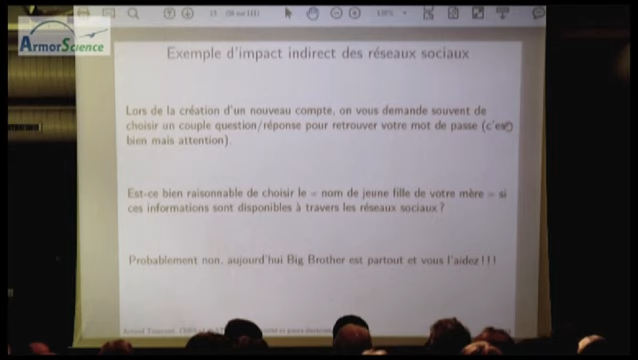 ArmorScience
Exemple d'impact indirect des réseaux sociaux
Lors de la création d'un nouveau compte, on vous demande souvent de
choisir un couple question/réponse pour retrouver votre mot de passe (c'est
bien mais attention).
Est-ce bien raisonnable de choisir le « nom de jeune fille de votre mère » si
ces informations sont disponibles à travers les réseaux sociaux ?
Probablement non, aujourd'hui Big Brother est partout et vous l'aidez !!!